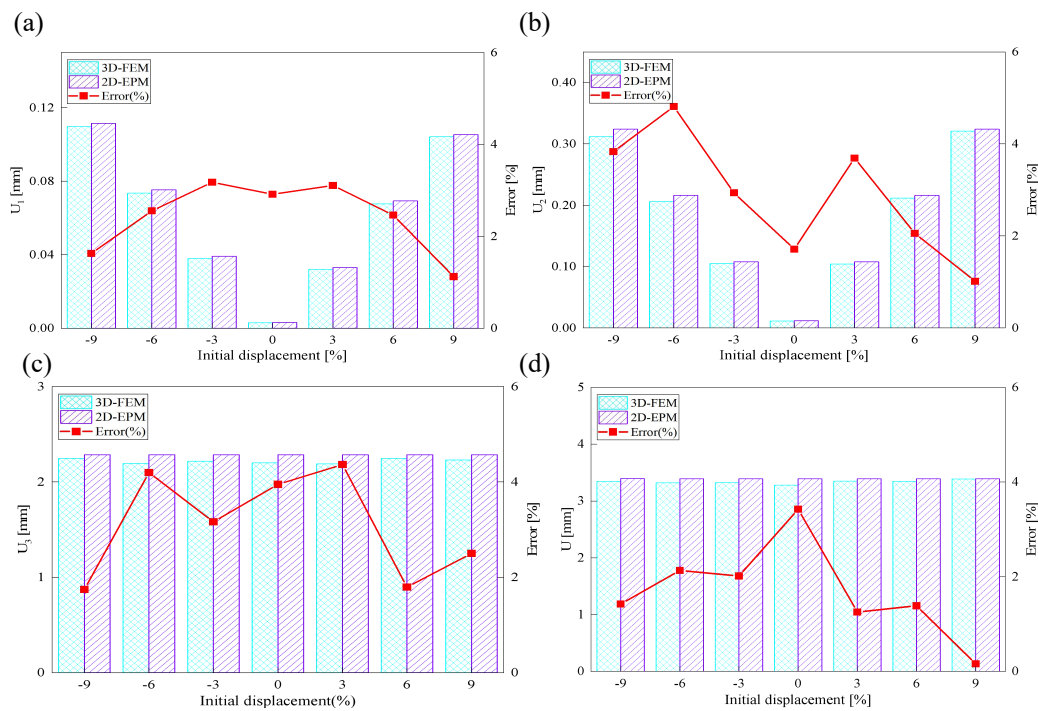 (a)
3D-FEM
2D-EPM
Error(%)
U1 [mm]
0.12
0.08
0.04
0.00
6
4
2
0
Error [%]
-9 -6 -3 0 3 6 9
Initial displacement [%]
(b)
3D-FEM
2D-EPM
Error(%)
U2 [mm]
0.40
0.30
0.20
0.10
0.00
6
4
2
0
Error [%]
-9 -6 -3 0 3 6 9
Initial displacement [%]
(c)
3D-FEM
2D-EPM
Error(%)
U3 [mm]
3
2
1
0
6
4
2
0
Error [%]
-9 -6 -3 0 3 6 9
Initial displacement(%)
(d)
3D-FEM
2D-EPM
Error(%)
U [mm]
5
4
3
2
1
0
6
4
2
0
Error [%]
-9 -6 -3 0 3 6 9
Initial displacement [%]